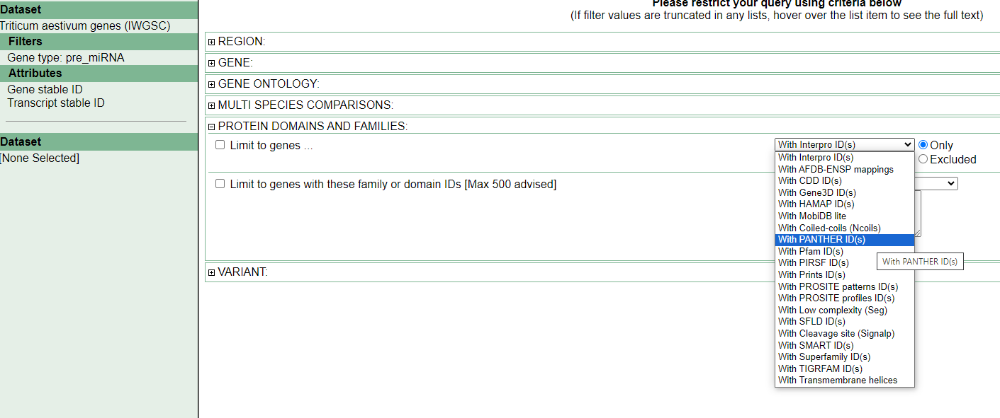 Please restrict your query using criteria below
(If filter values are truncated in any lists, hover over the list item to see the full text)
Dataset
Triticum aestivum genes (IWGSC)
Filters
Gene type: pre_miRNA
Attributes
Gene stable ID
Transcript stable ID
Dataset
[None Selected]
REGION:
GENE:
GENE ONTOLOGY:
MULTI SPECIES COMPARISONS:
PROTEIN DOMAINS AND FAMILIES:
Limit to genes ...
With Interpro ID(s)
Only
Excluded
Limit to genes with these family or domain IDs [Max 500 advised]
With Interpro ID(s)
With AFDB-ENSP mappings
With CDD ID(s)
With Gene3D ID(s)
With HAMAP ID(s)
With MobiDB lite
With Coiled-coils (Ncoils)
With PANTHER ID(s)
With Pfam ID(s)
With PIRSF ID(s)
With Prints ID(s)
With PROSITE patterns ID(s)
With PROSITE profiles ID(s)
With Low complexity (Seg)
With SFLD ID(s)
With Cleavage site (Signalp)
With SMART ID(s)
With Superfamily ID(s)
With TIGRFAM ID(s)
With Transmembrane helices
With PANTHER ID(s)
VARIANT: